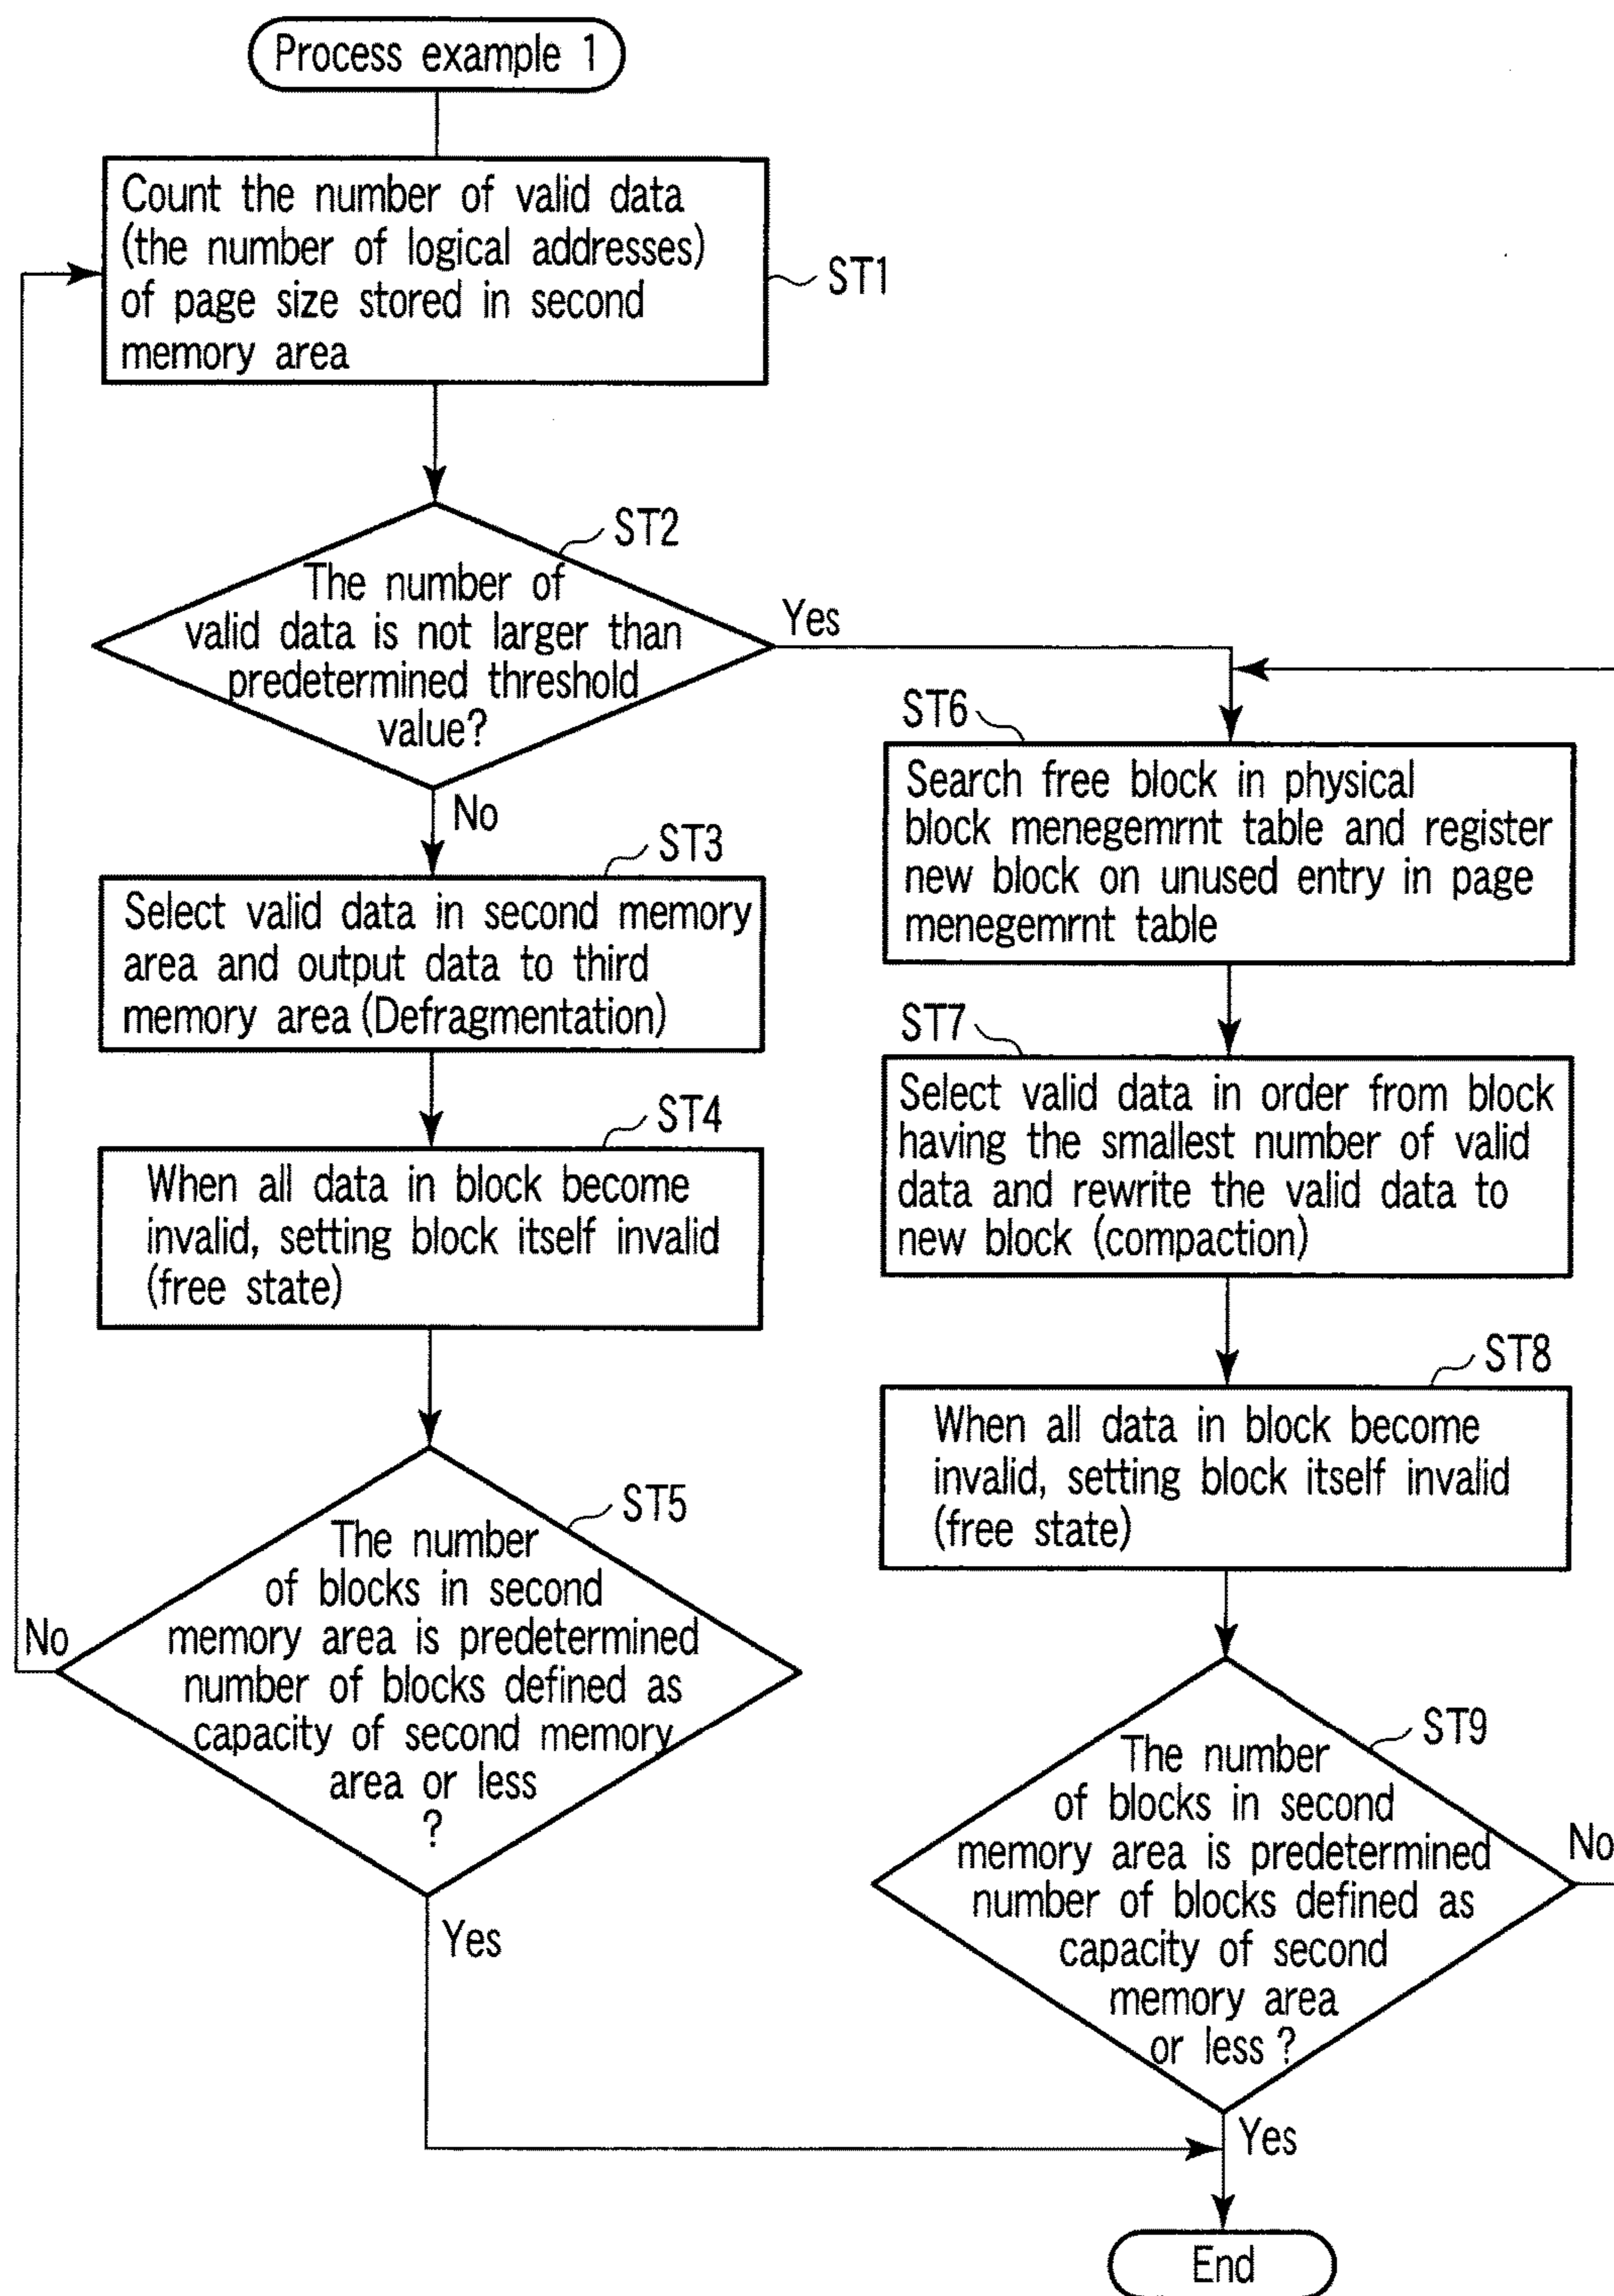 Process example 1
Count the number of valid data
(the number of logical addresses)
of page size stored in second
memory area
ST1
ST2
The number of
valid data is not larger than
predetermined threshold
value?
Yes
No
ST3
Select valid data in second memory
area and output data to third
memory area (Defragmentation)
ST4
When all data in block become
invalid, setting block itself invalid
(free state)
ST5
The number
of blocks in second
memory area is predetermined
number of blocks defined as
capacity of second memory
area or less
?
No
Yes
ST6
Search free block in physical
block menegemrnt table and register
new block on unused entry in page
menegemrnt table
ST7
Select valid data in order from block
having the smallest number of valid
data and rewrite the valid data to
new block (compaction)
ST8
When all data in block become
invalid, setting block itself invalid
(free state)
ST9
The number
of blocks in second
memory area is predetermined
number of blocks defined as
capacity of second
memory area
or less ?
No
Yes
End